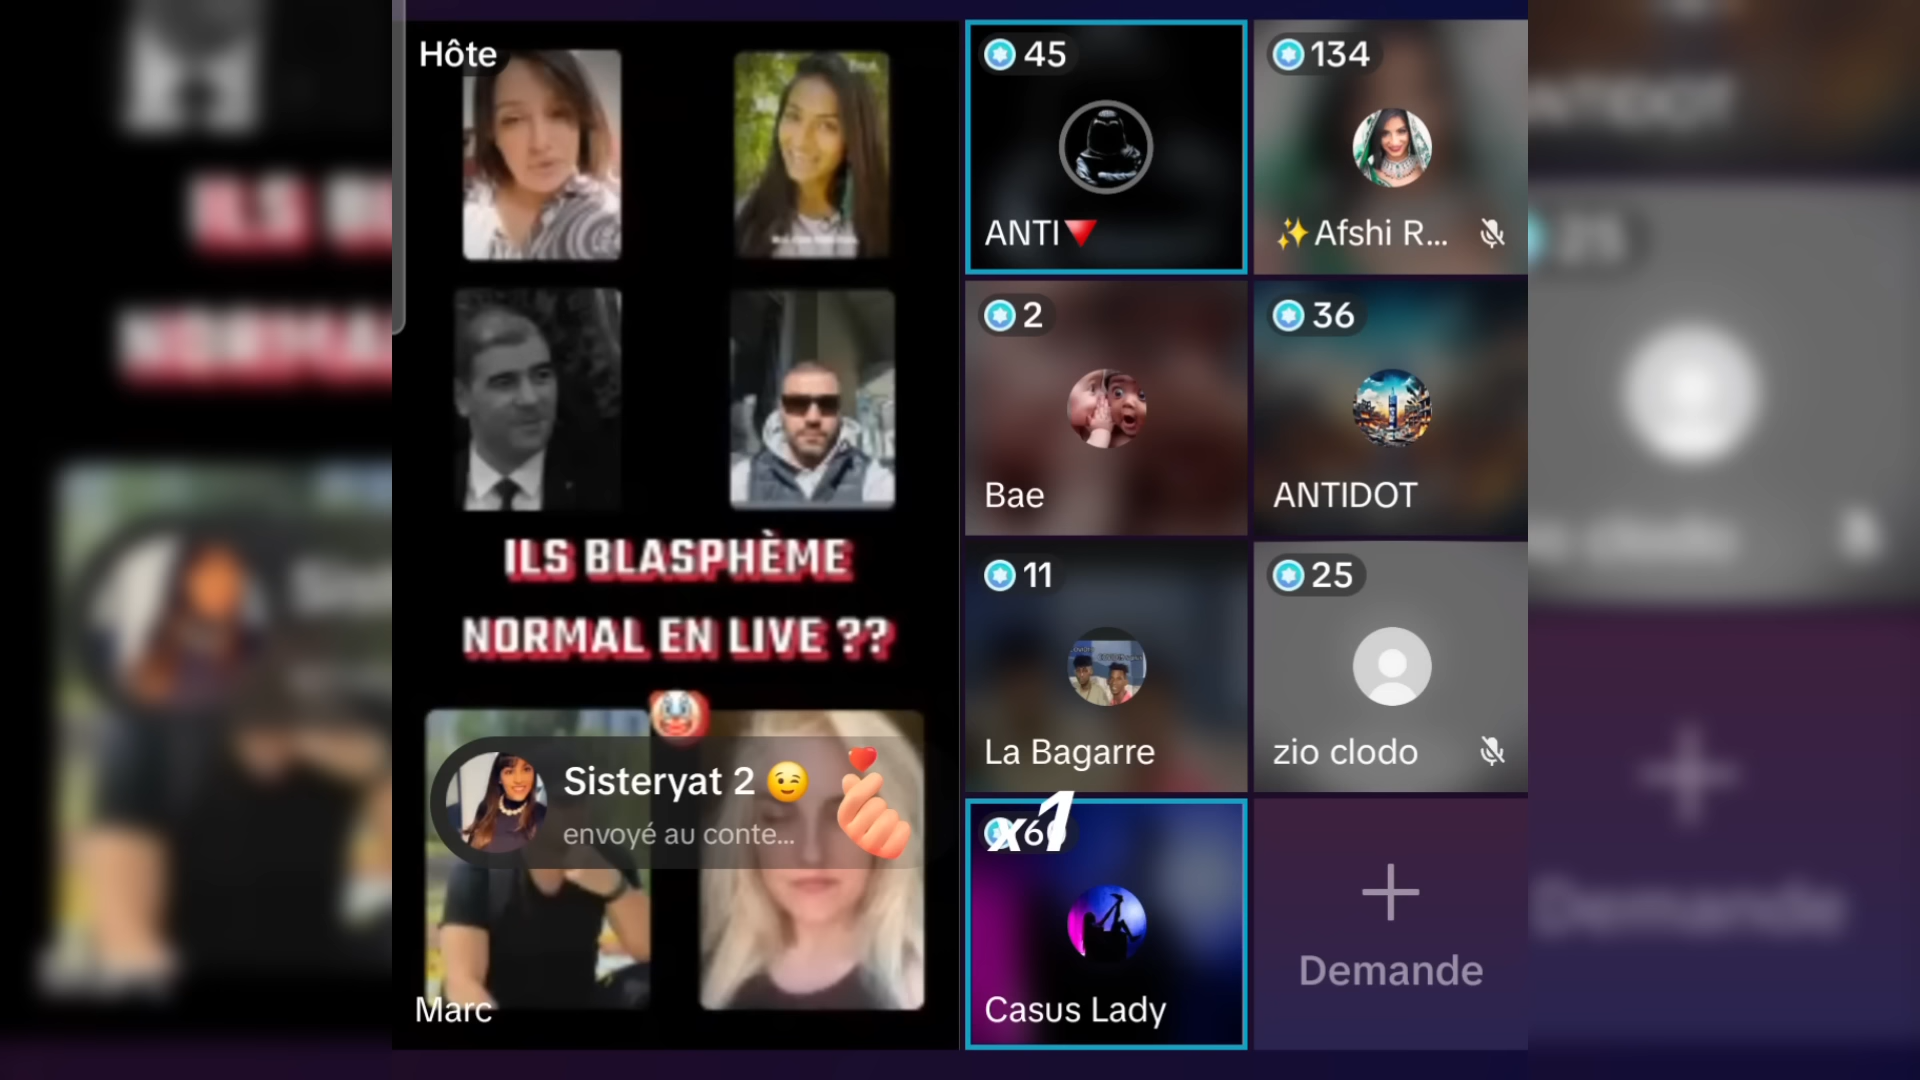 Hôte
ILS BLASPHÈME
NORMAL EN LIVE ??
Sisteryat 2 😉
envoyé au conte...
Marc
45
ANTI🔻
134
✨Afshi R...
2
Bae
36
ANTIDOT
11
La Bagarre
25
zio clodo
x1
Casus Lady
Demande